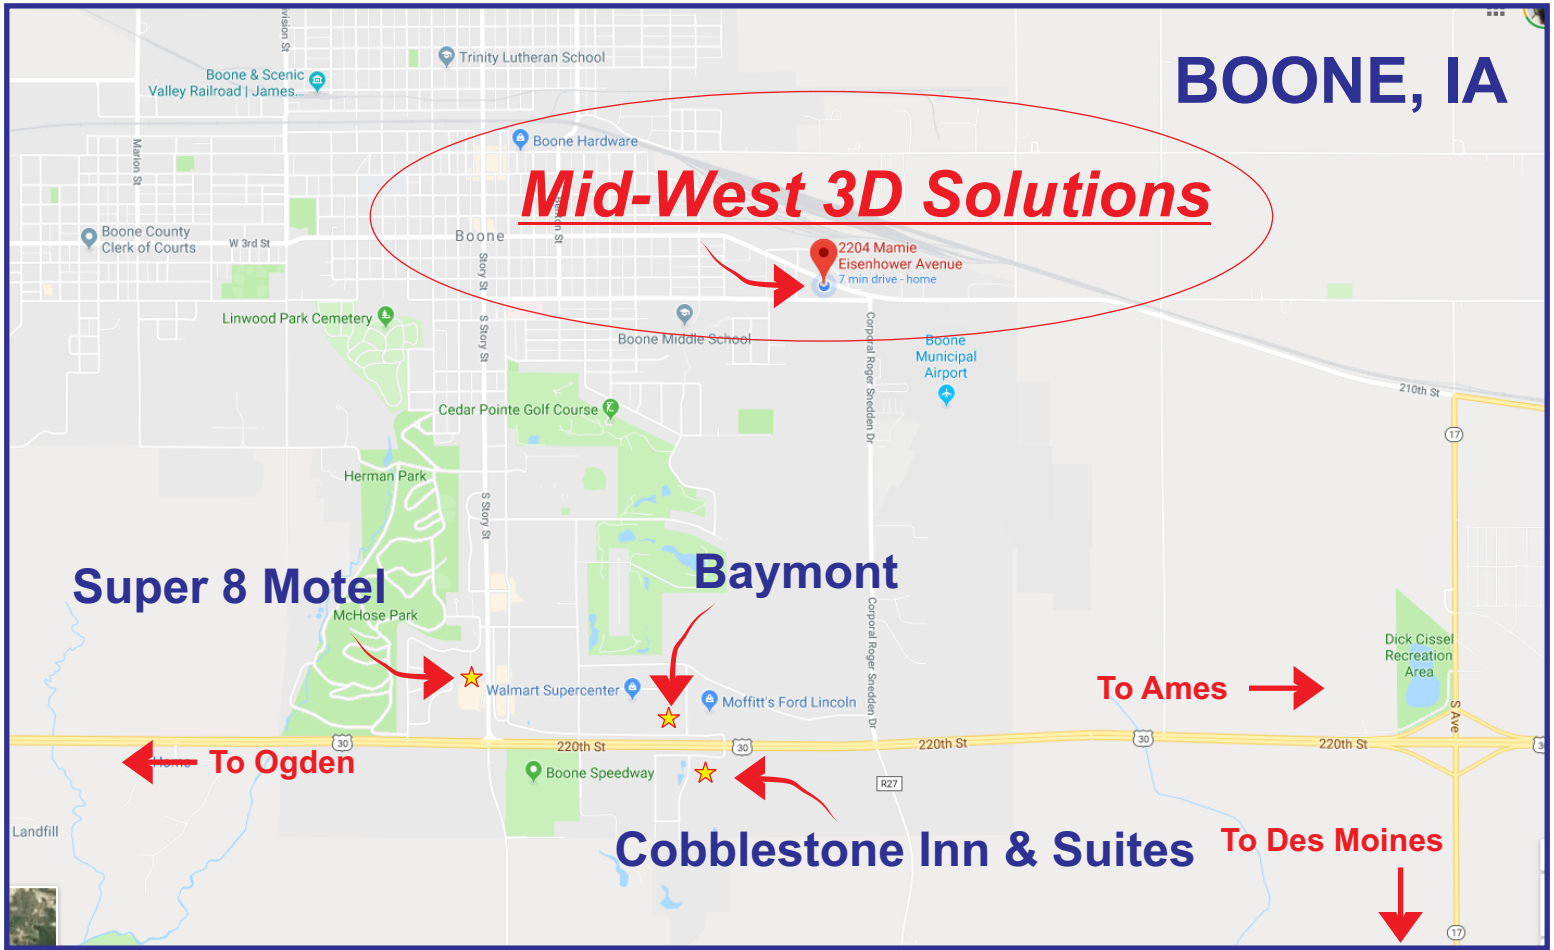 BOONE, IA
vision St
Trinity Lutheran School
Boone & Scenic
Valley Railroad | James...
Marion St
Boone Hardware
Mid-West 3D Solutions
Boone County
Clerk of Courts
W 3rd St
Boone
Story St
2204 Mamie
Eisenhower Avenue
7 min drive - home
Linwood Park Cemetery
S Story St
Boone Middle School
Corporal Roger Snedden Dr
Boone
Municipal
Airport
210th St
Cedar Pointe Golf Course
17
Herman Park
S Story St
Super 8 Motel
Baymont
McHose Park
Corporal Roger Snedden Dr
Dick Cissel
Recreation
Area
Walmart Supercenter
Moffitt's Ford Lincoln
To Ames
S Ave
30
220th St
30
220th St
30
220th St
To Ogden
Home
Boone Speedway
R27
Landfill
Cobblestone Inn & Suites
To Des Moines
17